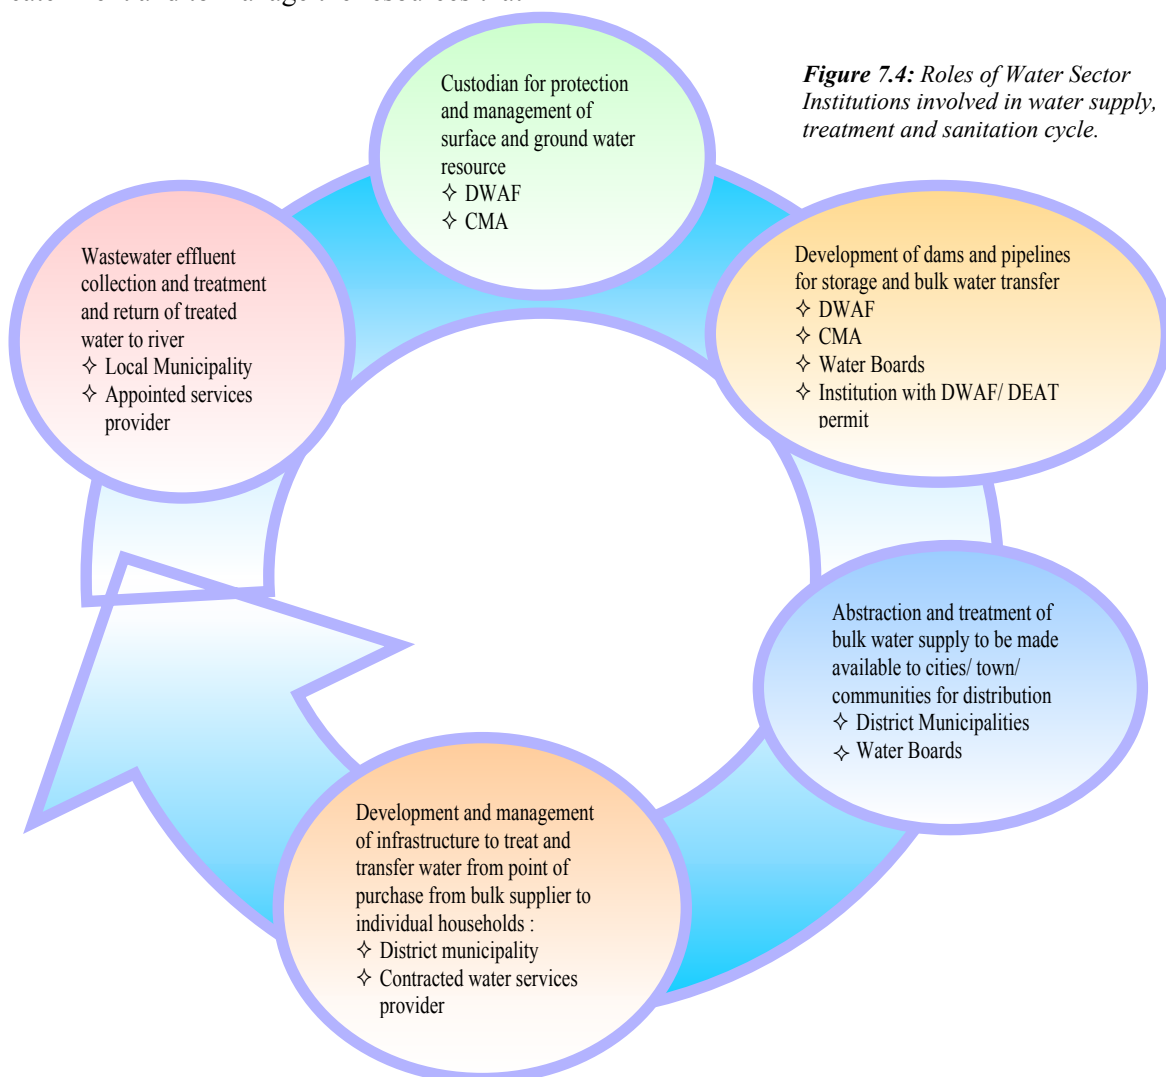 Figure 7.4: Roles of Water Sector
Institutions involved in water supply,
treatment and sanitation cycle.
Custodian for protection
and management of
surface and ground water
resource
✧ DWAF
✧ CMA
Development of dams and pipelines
for storage and bulk water transfer
✧ DWAF
✧ CMA
✧ Water Boards
✧ Institution with DWAF/ DEAT
permit
Abstraction and treatment of
bulk water supply to be made
available to cities/ town/
communities for distribution
✧ District Municipalities
✧ Water Boards
Development and management
of infrastructure to treat and
transfer water from point of
purchase from bulk supplier to
individual households :
✧ District municipality
✧ Contracted water services
provider
Wastewater effluent
collection and treatment
and return of treated
water to river
✧ Local Municipality
✧ Appointed services
provider